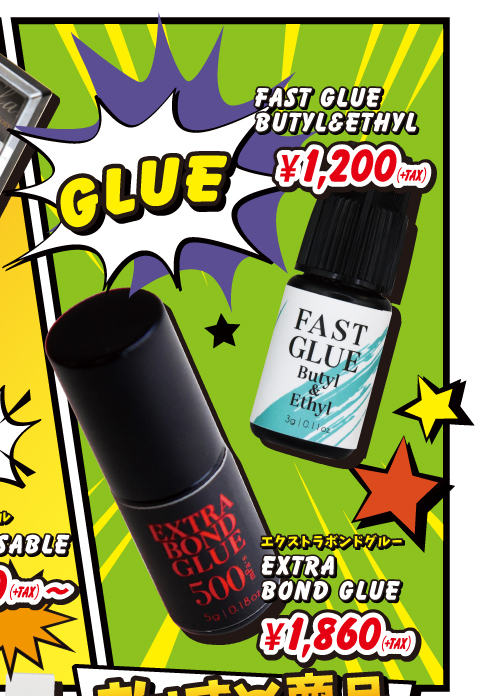 FAST GLUE
BUTYL&ETHYL
¥1,200(+TAX)
GLUE
FAST
GLUE
Butyl
&
Ethyl
3g | 0.11oz
EXTRA
BOND
GLUE
500
5g | 0.18oz
エクストラボンドグルー
EXTRA
BOND GLUE
¥1,860(+TAX)
ル
SABLE
(+TAX)〜